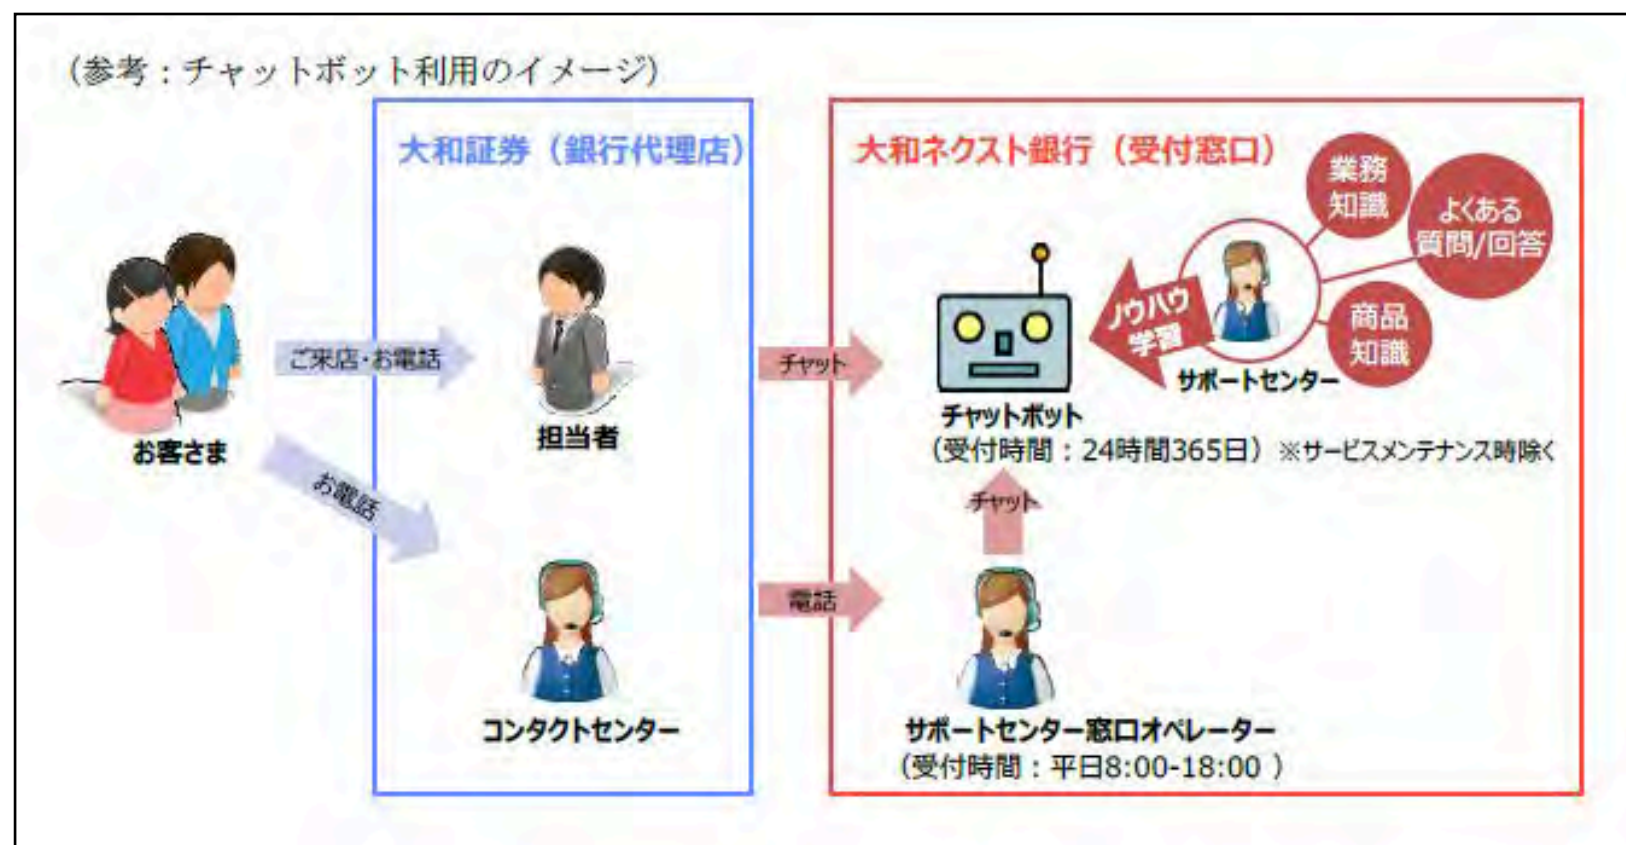 （参考：チャットボット利用のイメージ）
大和証券（銀行代理店）
大和ネクスト銀行（受付窓口）
業務
知識
よくある
質問/回答
商品
知識
ノウハウ
学習
サポートセンター
お客さま
ご来店・お電話
担当者
チャット
チャットボット
（受付時間：24時間365日）※サービスメンテナンス時除く
お電話
チャット
コンタクトセンター
電話
サポートセンター窓口オペレーター
（受付時間：平日8:00-18:00 ）